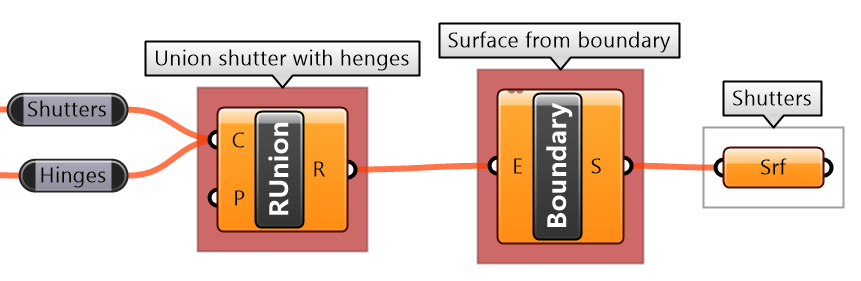 Union shutter with henges
Surface from boundary
Shutters
Shutters
Hinges
C
P
RUnion
R
E
Boundary
S
Srf